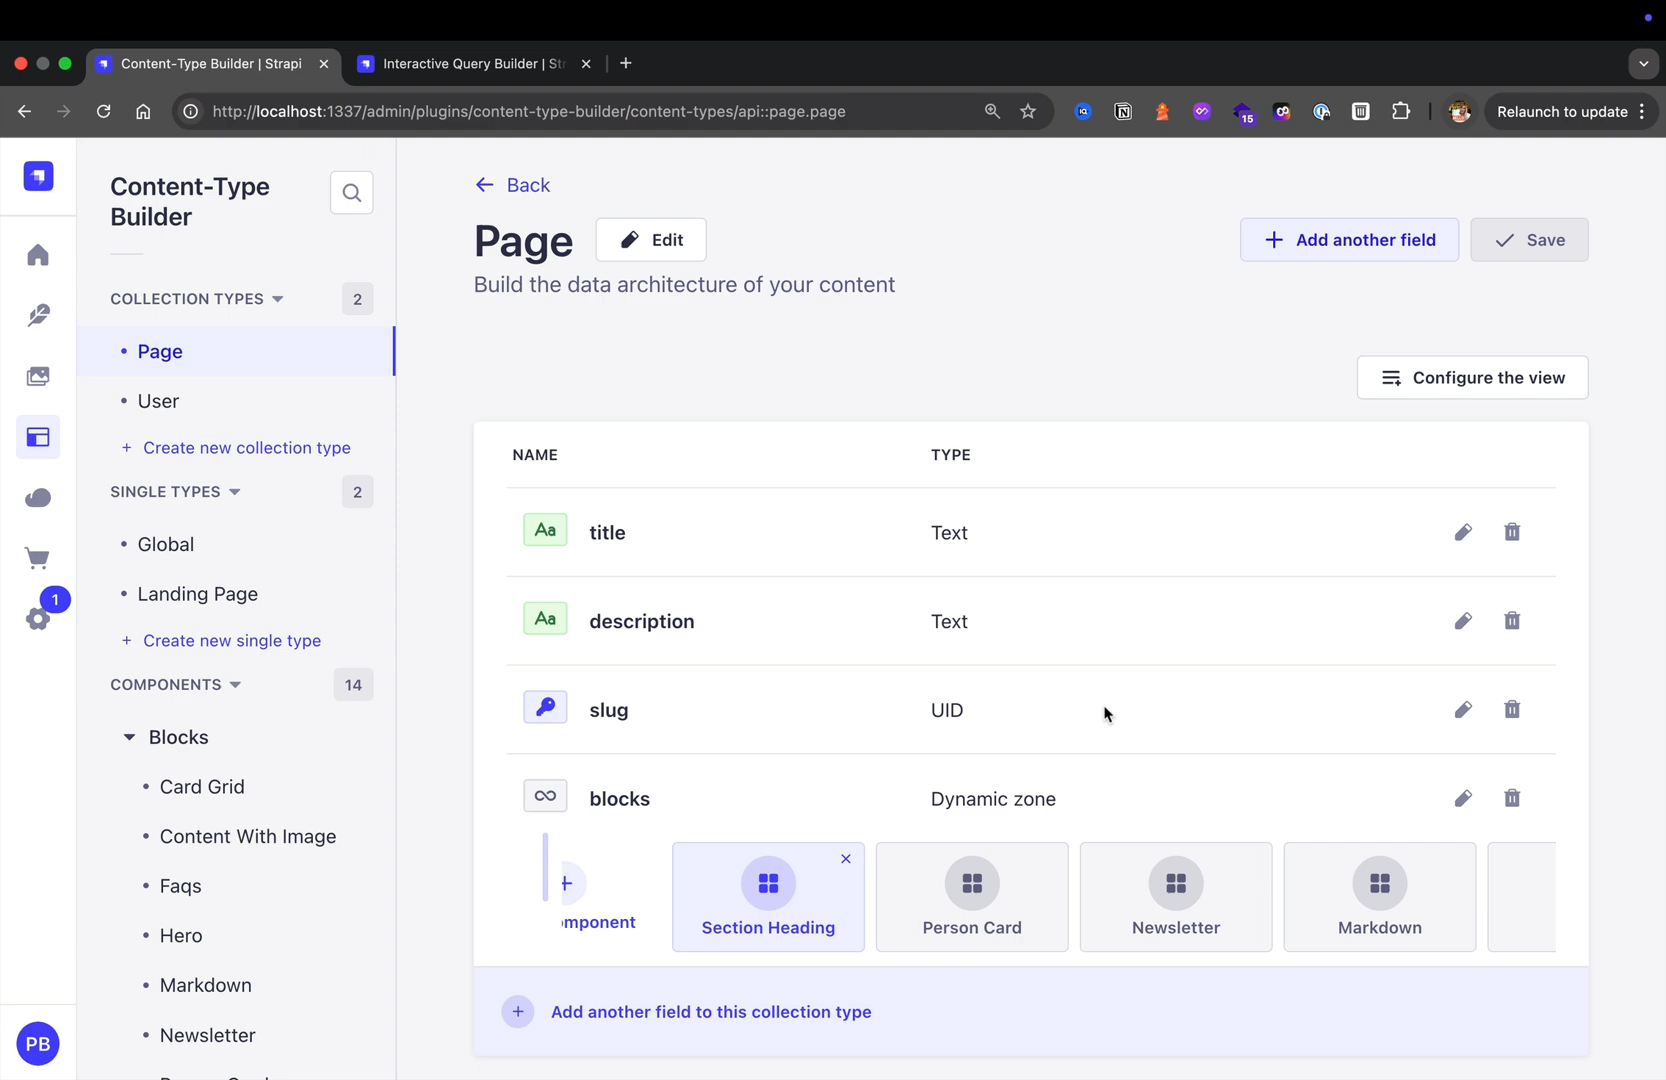 Content-Type Builder | Strapi
Interactive Query Builder | Str
http://localhost:1337/admin/plugins/content-type-builder/content-types/api::page.page
15
Relaunch to update
Content-Type
Builder
COLLECTION TYPES
2
Page
User
+ Create new collection type
SINGLE TYPES
2
Global
Landing Page
+ Create new single type
COMPONENTS
14
Blocks
Card Grid
Content With Image
Faqs
Hero
Markdown
Newsletter
1
PB
Back
Page
Edit
Add another field
Save
Build the data architecture of your content
Configure the view
NAME
TYPE
Aa
title
Text
Aa
description
Text
slug
UID
blocks
Dynamic zone
mponent
Section Heading
Person Card
Newsletter
Markdown
Add another field to this collection type